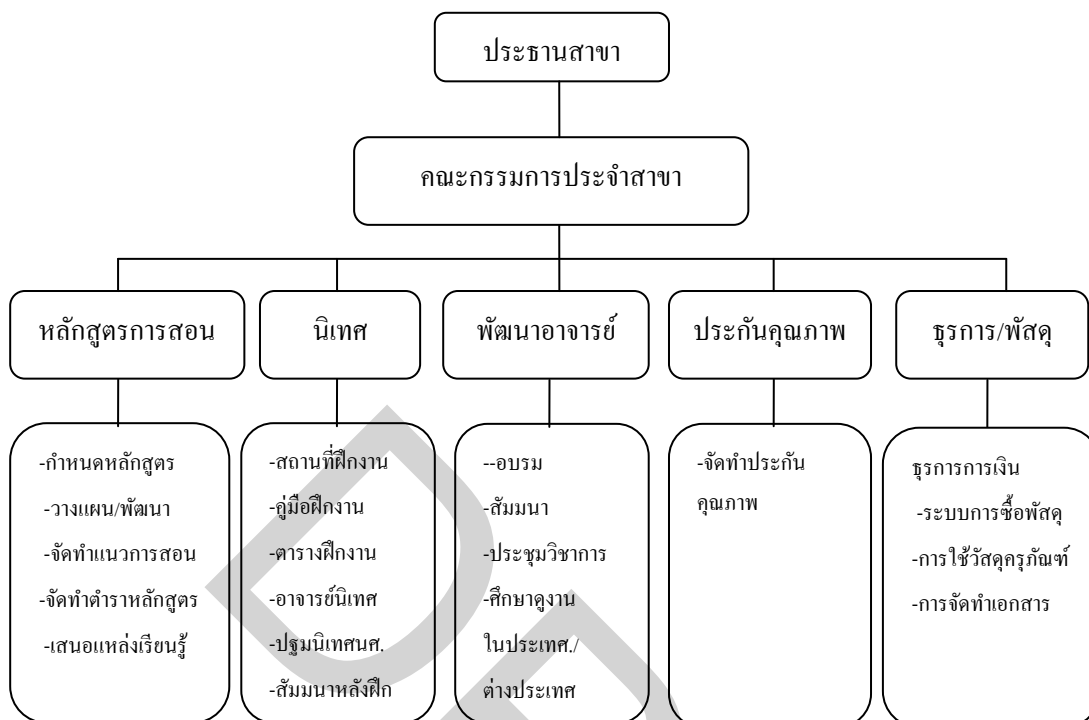 ประธานสาขา
คณะกรรมการประจำสาขา
หลักสูตรการสอน
นิเทศ
พัฒนาอาจารย์
ประกันคุณภาพ
ธุรการ/พัสดุ
-กำหนดหลักสูตร
-วางแผน/พัฒนา
-จัดทำแนวการสอน
-จัดทำตำราหลักสูตร
-เสนอแหล่งเรียนรู้
-สถานที่ฝึกงาน
-คู่มือฝึกงาน
-ตารางฝึกงาน
-อาจารย์นิเทศ
-ปฐมนิเทศนศ.
-สัมมนาหลังฝึก
--อบรม
-สัมมนา
-ประชุมวิชาการ
-ศึกษาดูงาน
ในประเทศ./
ต่างประเทศ
-จัดทำประกัน
คุณภาพ
ธุรการการเงิน
-ระบบการซื้อพัสดุ
-การใช้วัสดุครุภัณฑ์
-การจัดทำเอกสาร